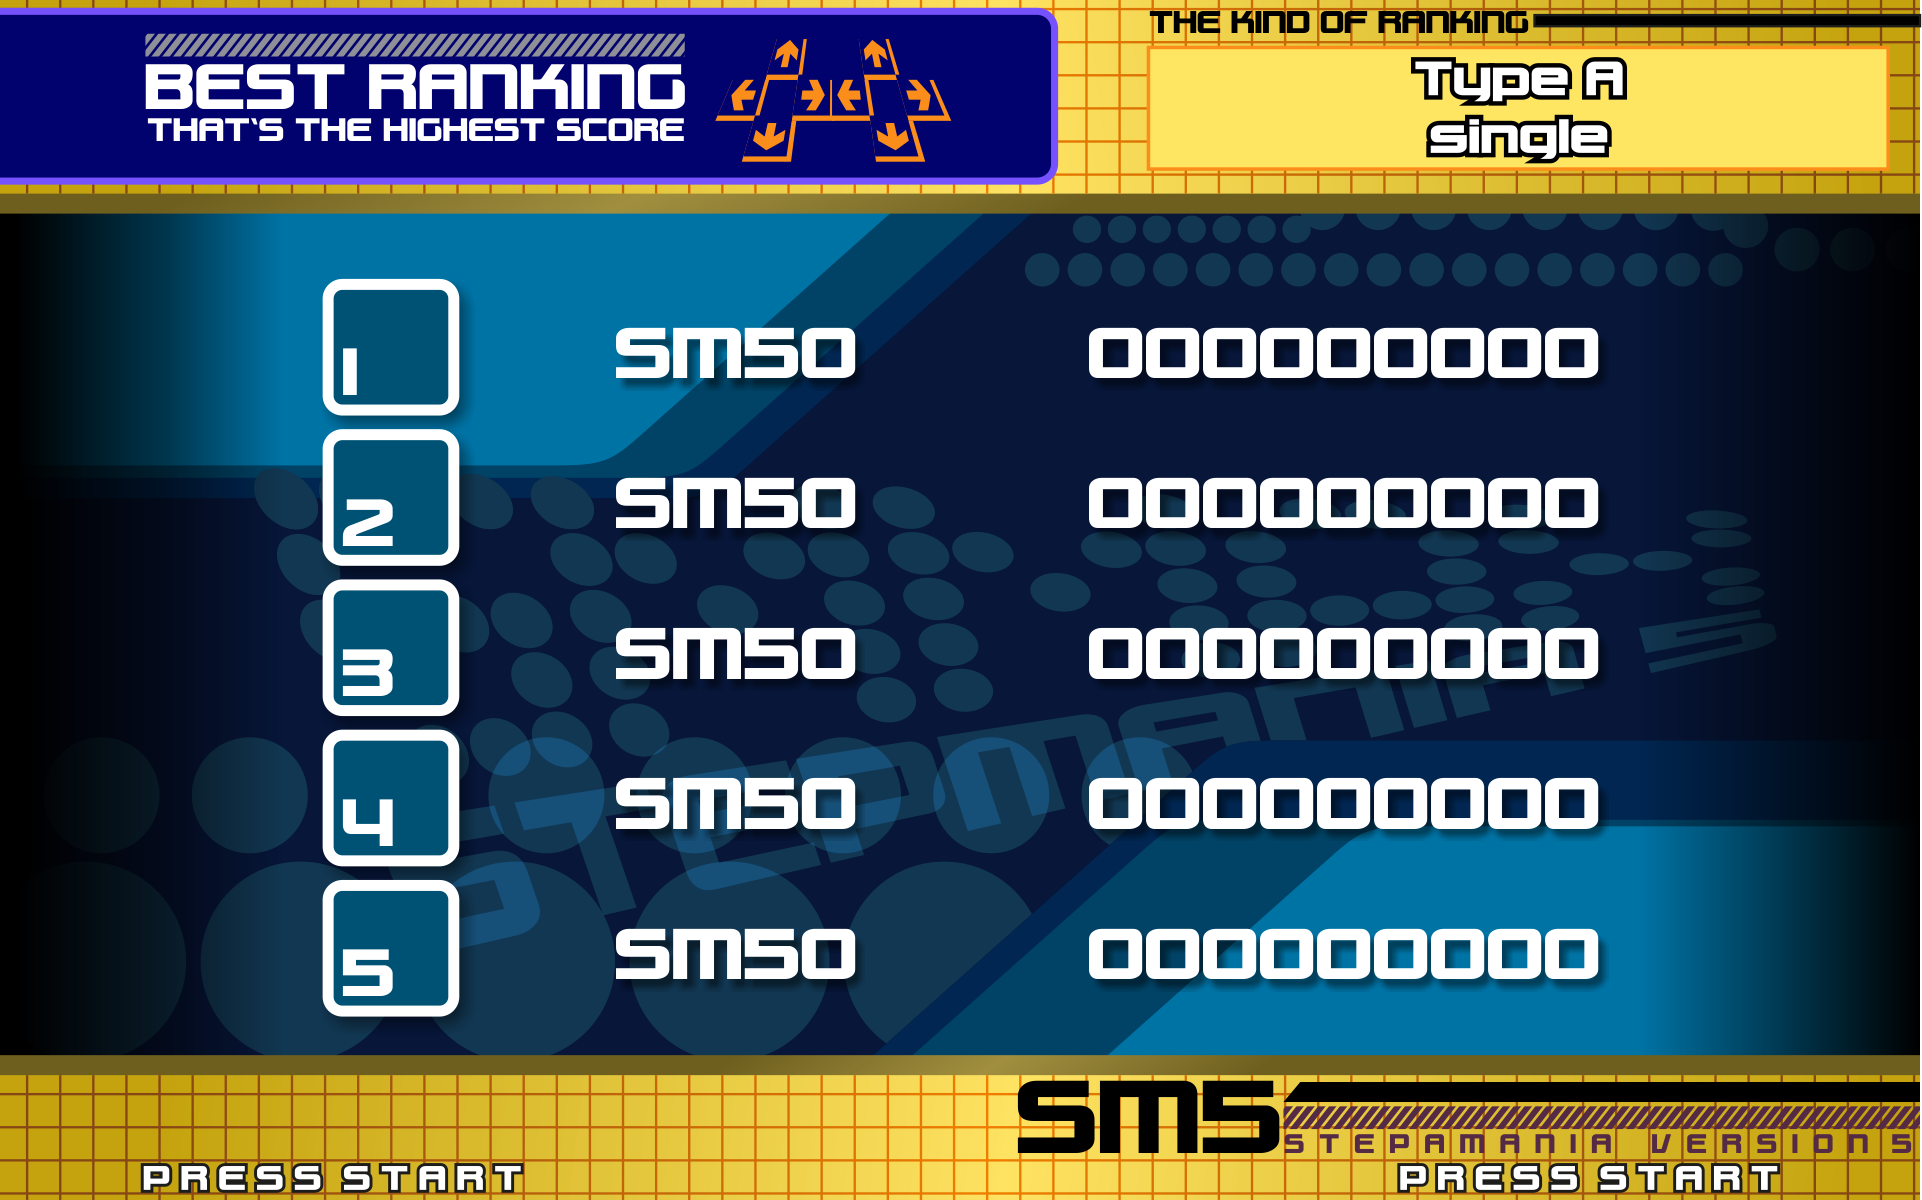 BEST RANKING
THAT'S THE HIGHEST SCORE
THE KIND OF RANKING
Type A
single
1 SM50 000000000
2 SM50 000000000
3 SM50 000000000
4 SM50 000000000
5 SM50 000000000
STEPMANIA 5
SM5
STEPAMANIA VERSION 5
PRESS START
PRESS START